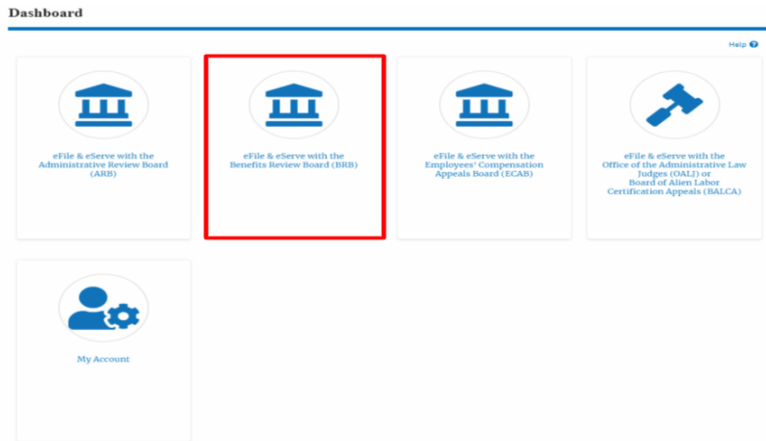 Dashboard
Help
eFile & eServe with the
Administrative Review Board
(ARB)
eFile & eServe with the
Benefits Review Board (BRB)
eFile & eServe with the
Employees' Compensation
Appeals Board (ECAB)
eFile & eServe with the
Office of the Administrative Law
Judges (OALJ) or
Board of Alien Labor
Certification Appeals (BALCA)
My Account